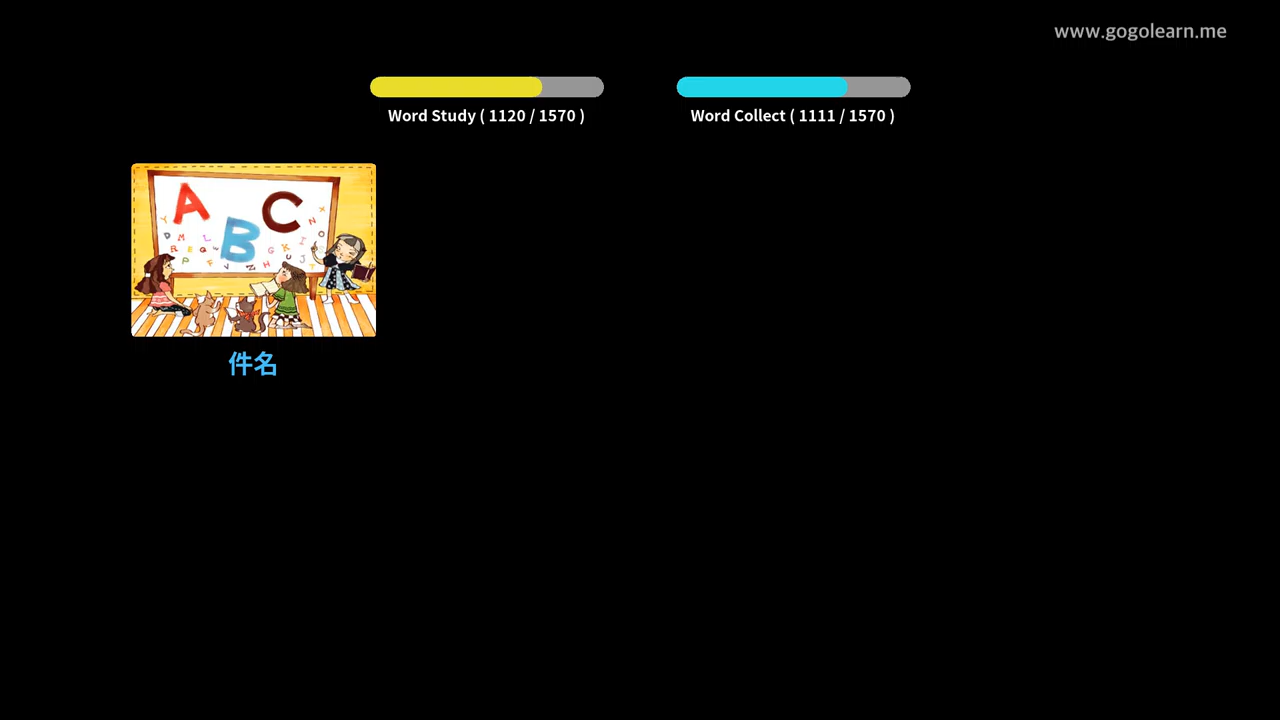 www.gogolearn.me
Word Study ( 1120 / 1570 )
Word Collect ( 1111 / 1570 )
A
B
C
件名